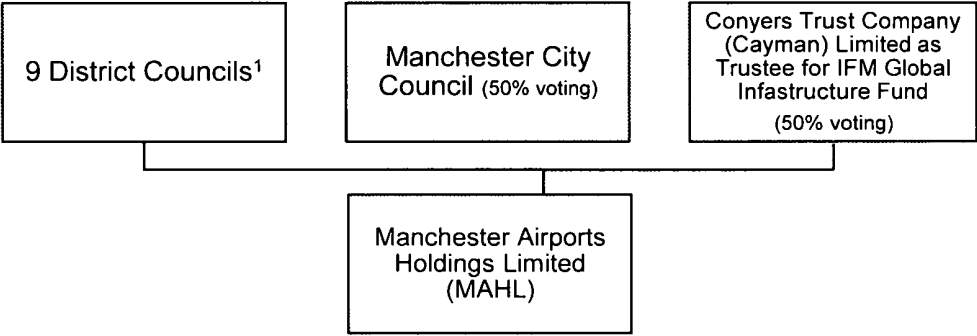 9 District Councils¹
Manchester City
Council (50% voting)
Conyers Trust Company
(Cayman) Limited as
Trustee for IFM Global
Infastructure Fund
(50% voting)
Manchester Airports
Holdings Limited
(MAHL)